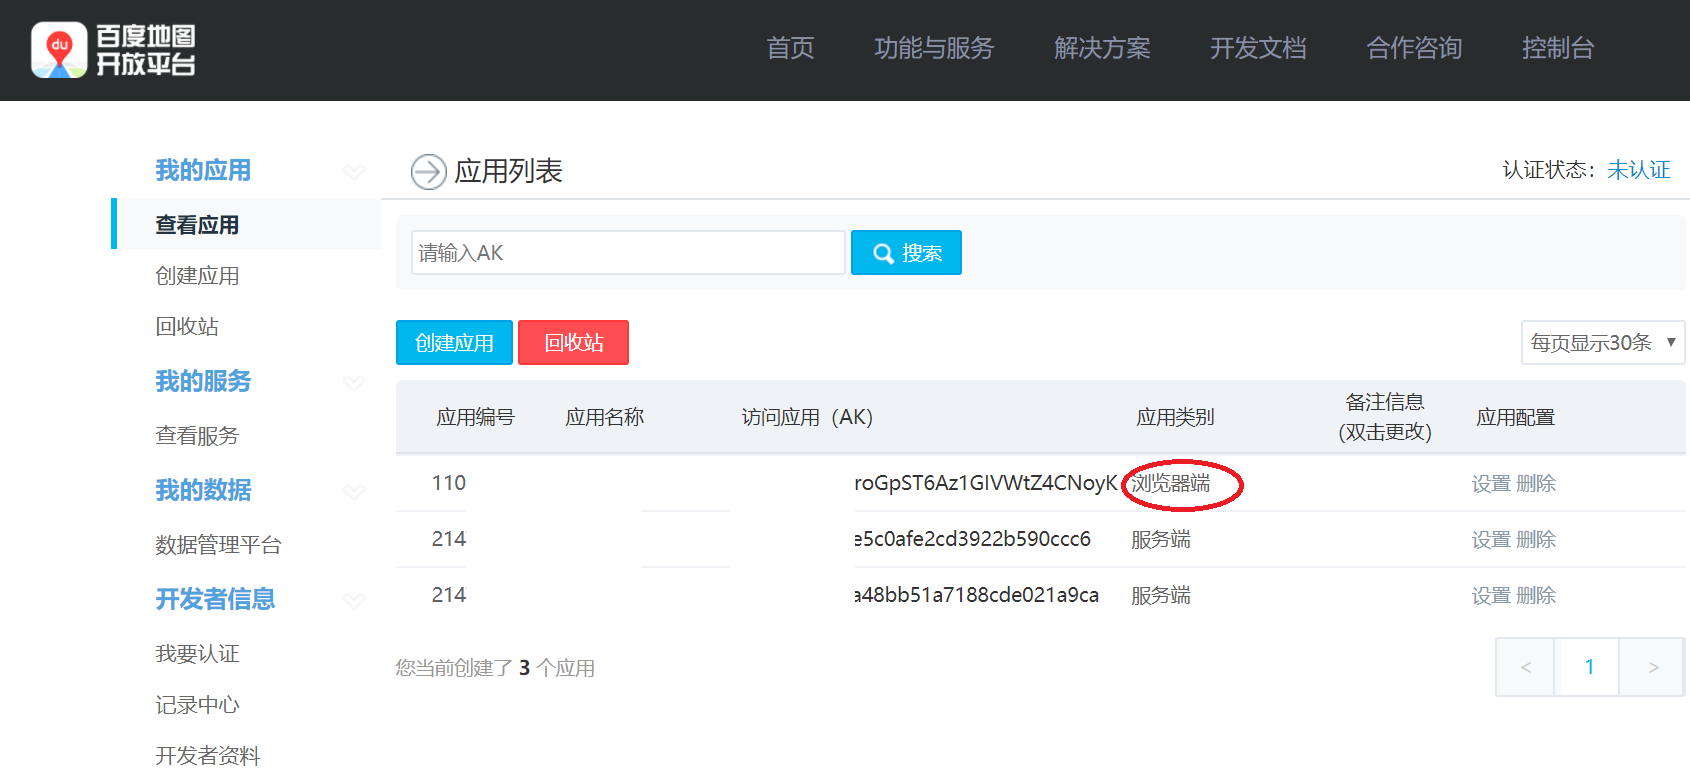 du 百度地图
开放平台
首页 功能与服务 解决方案 开发文档 合作咨询 控制台
我的应用
查看应用
创建应用
回收站
我的服务
查看服务
我的数据
数据管理平台
开发者信息
我要认证
记录中心
开发者资料
应用列表
认证状态：未认证
请输入AK 搜索
创建应用 回收站 每页显示30条
应用编号 应用名称 访问应用（AK） 应用类别 备注信息 应用配置
(双击更改)
110 roGpST6Az1GIVWtZ4CNoyK 浏览器端 设置 删除
214 e5c0afe2cd3922b590ccc6 服务端 设置 删除
214 a48bb51a7188cde021a9ca 服务端 设置 删除
您当前创建了 3 个应用
< 1 >